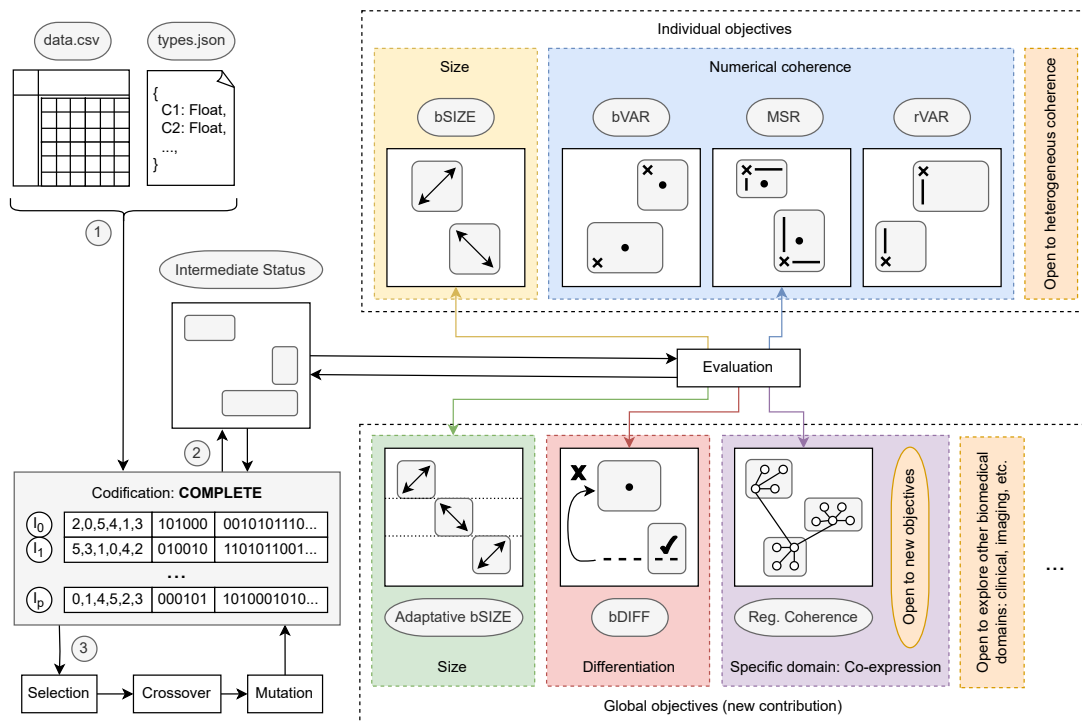 data.csv
types.json
{
C1: Float,
C2: Float,
...,
}
1
Intermediate Status
2
Codification: COMPLETE
I0 2,0,5,4,1,3 101000 0010101110...
I1 5,3,1,0,4,2 010010 1101011001...
...
Ip 0,1,4,5,2,3 000101 1010001010...
3
Selection
Crossover
Mutation
Individual objectives
Size
Numerical coherence
bSIZE
bVAR
MSR
rVAR
Open to heterogeneous coherence
Evaluation
Adaptative bSIZE
Size
bDIFF
Differentiation
Reg. Coherence
Specific domain: Co-expression
Open to new objectives
Open to explore other biomedical
domains: clinical, imaging, etc.
...
Global objectives (new contribution)